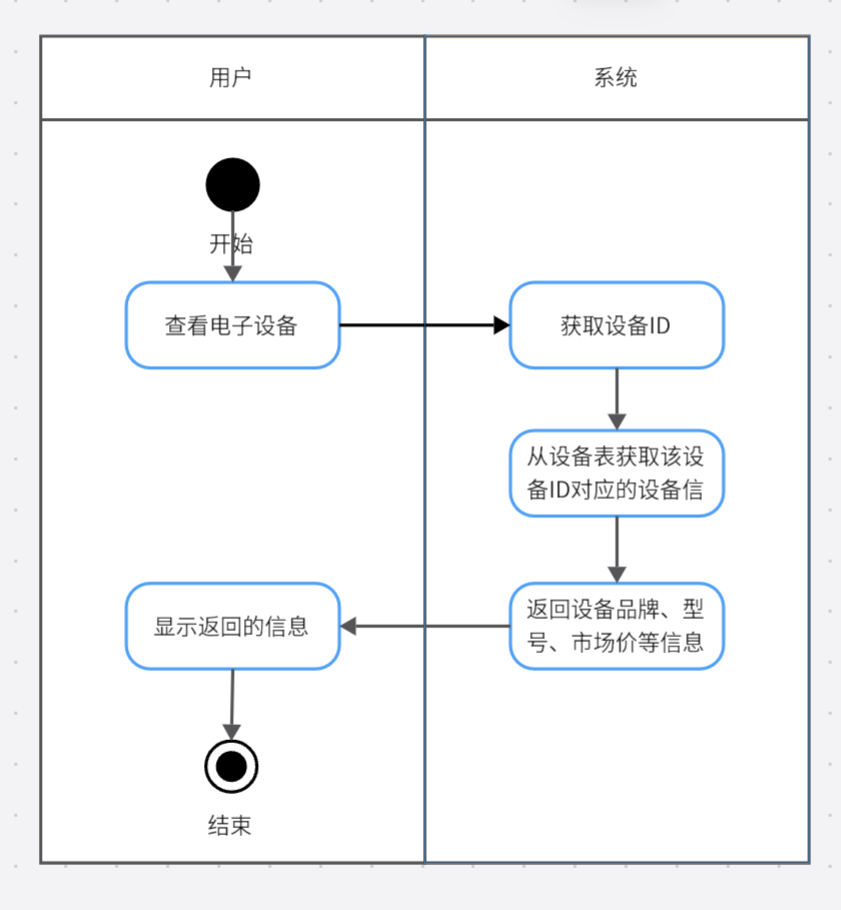 用户
系统
开始
查看电子设备
获取设备ID
从设备表获取该设
备ID对应的设备信
返回设备品牌、型
号、市场价等信息
显示返回的信息
结束